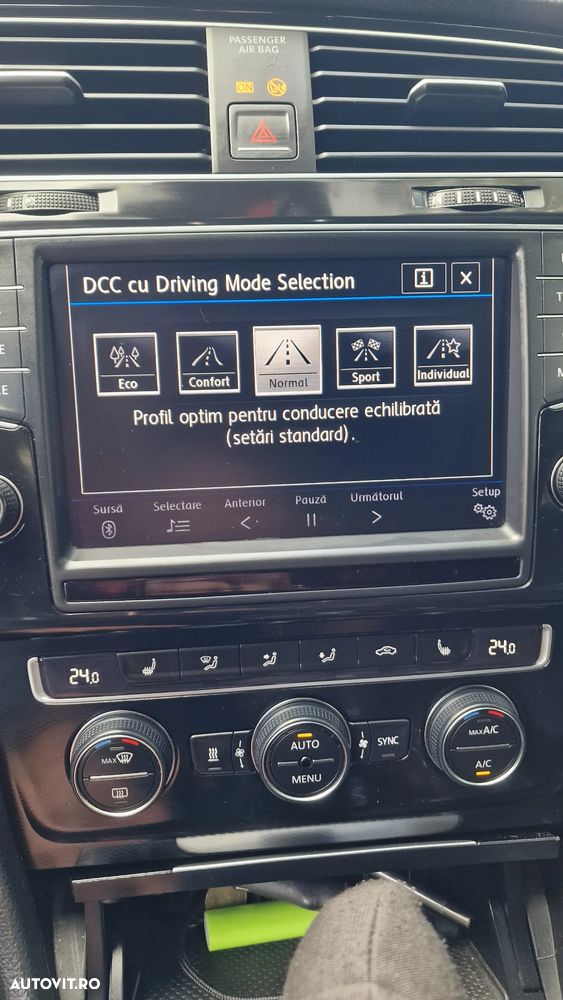 PASSENGER
AIR BAG
ON
DCC cu Driving Mode Selection
i X
Eco Confort Normal Sport Individual
Profil optim pentru conducere echilibrată
(setări standard).
Sursă Selectare Anterior Pauză Următorul Setup
24.0 24.0
MAX AUTO MENU SYNC MAX A/C A/C
AUTOVIT.RO